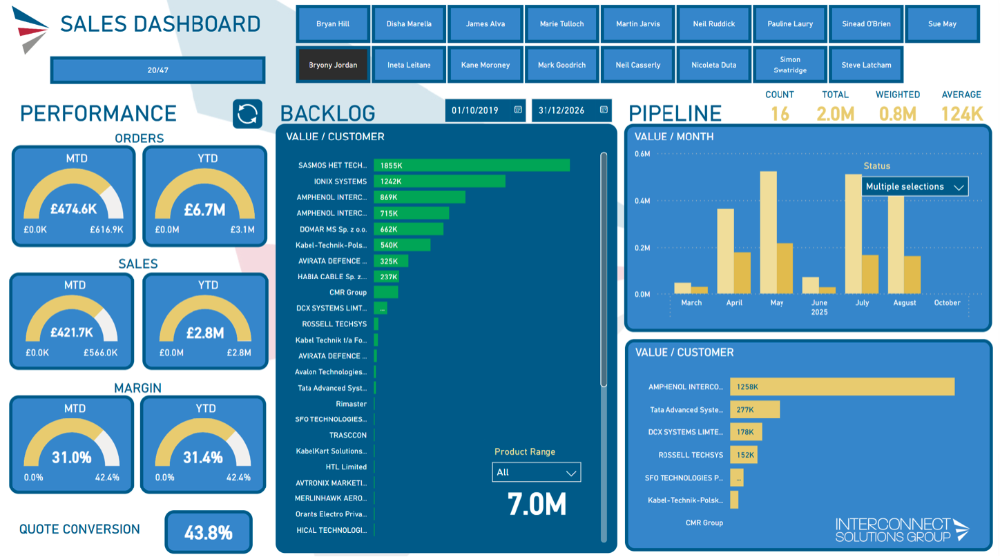 SALES DASHBOARD
20/47
Bryan Hill
Disha Marella
James Alva
Marie Tulloch
Martin Jarvis
Neil Ruddick
Pauline Laury
Sinead O'Brien
Sue May
Bryony Jordan
Ineta Leitane
Kane Moroney
Mark Goodrich
Neil Casserly
Nicoleta Duta
Simon
Swatridge
Steve Latcham
PERFORMANCE
ORDERS
MTD
£474.6K
£0.0K
£616.9K
YTD
£6.7M
£0.0M
£3.1M
SALES
MTD
£421.7K
£0.0K
£566.0K
YTD
£2.8M
£0.0M
£2.8M
MARGIN
MTD
31.0%
0.0%
42.4%
YTD
31.4%
0.0%
42.4%
QUOTE CONVERSION
43.8%
BACKLOG
01/10/2019
31/12/2026
VALUE / CUSTOMER
SASMOS HET TECH... 1855K
IONIX SYSTEMS 1242K
AMPHENOL INTERC... 869K
AMPHENOL INTERC... 715K
DOMAR MS Sp. z o.o. 662K
Kabel-Technik-Pols... 540K
AVIRATA DEFENCE ... 325K
HABIA CABLE Sp. z... 237K
CMR Group
DCX SYSTEMS LIMT... ...
ROSSELL TECHSYS
Kabel Technik t/a Fo...
AVIRATA DEFENCE ...
Avalon Technologies...
Tata Advanced Syst...
Rimaster
SFO TECHNOLOGIES...
TRASCCON
KabelKart Solutions...
HTL Limited
AVTRONIX MARKETI...
MERLINHAWK AERO...
Orants Electro Priva...
HICAL TECHNOLOGI...
Product Range
All
7.0M
PIPELINE
COUNT
16
TOTAL
2.0M
WEIGHTED
0.8M
AVERAGE
124K
VALUE / MONTH
0.6M
0.4M
0.2M
0.0M
Status
Multiple selections
March
April
May
June
July
August
October
2025
VALUE / CUSTOMER
AMPHENOL INTERCO... 1258K
Tata Advanced Syste... 277K
DCX SYSTEMS LIMTE... 178K
ROSSELL TECHSYS 152K
SFO TECHNOLOGIES P... ...
Kabel-Technik-Polsk...
CMR Group
INTERCONNECT
SOLUTIONS GROUP